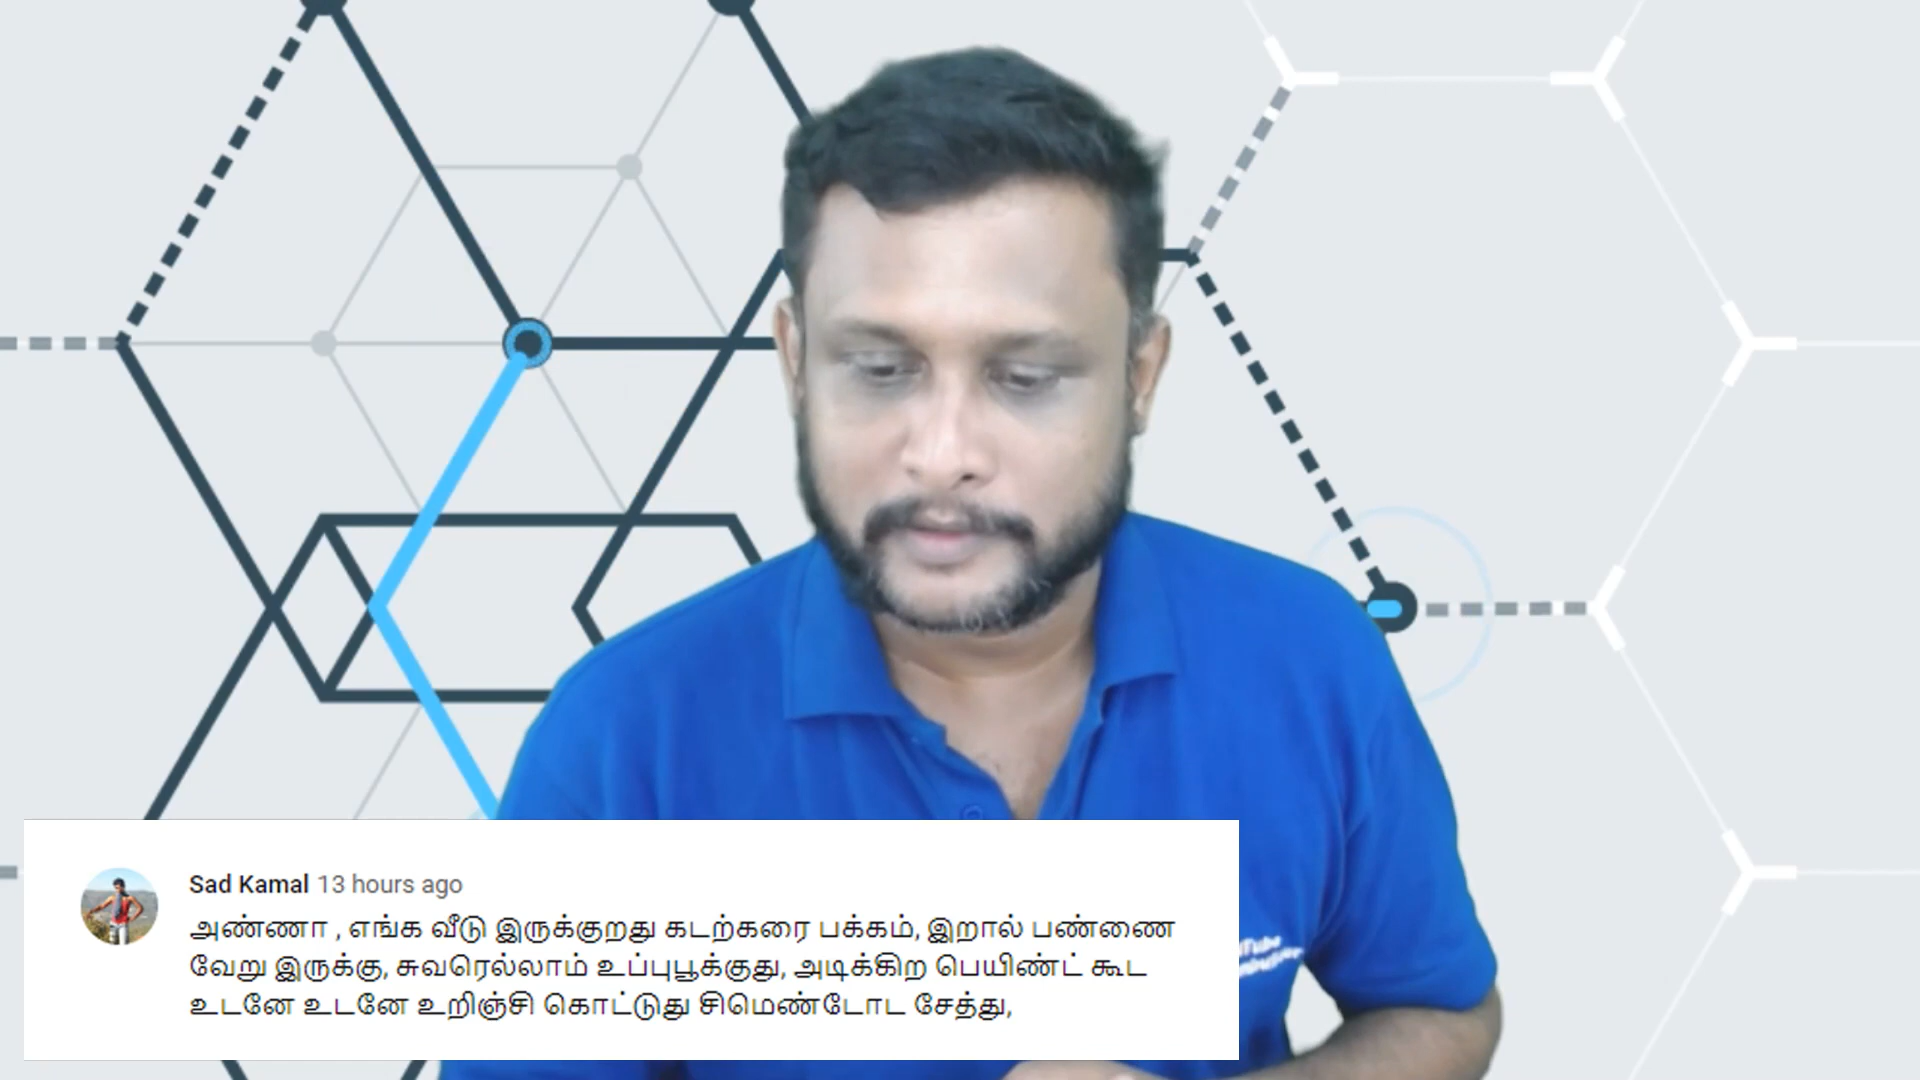 Sad Kamal 13 hours ago
அண்ணா , எங்க வீடு இருக்குறது கடற்கரை பக்கம், இறால் பண்ணை
வேறு இருக்கு, சுவரெல்லாம் உப்புபூக்குது, அடிக்கிற பெயிண்ட் கூட
உடனே உடனே உறிஞ்சி கொட்டுது சிமெண்டோட சேத்து,